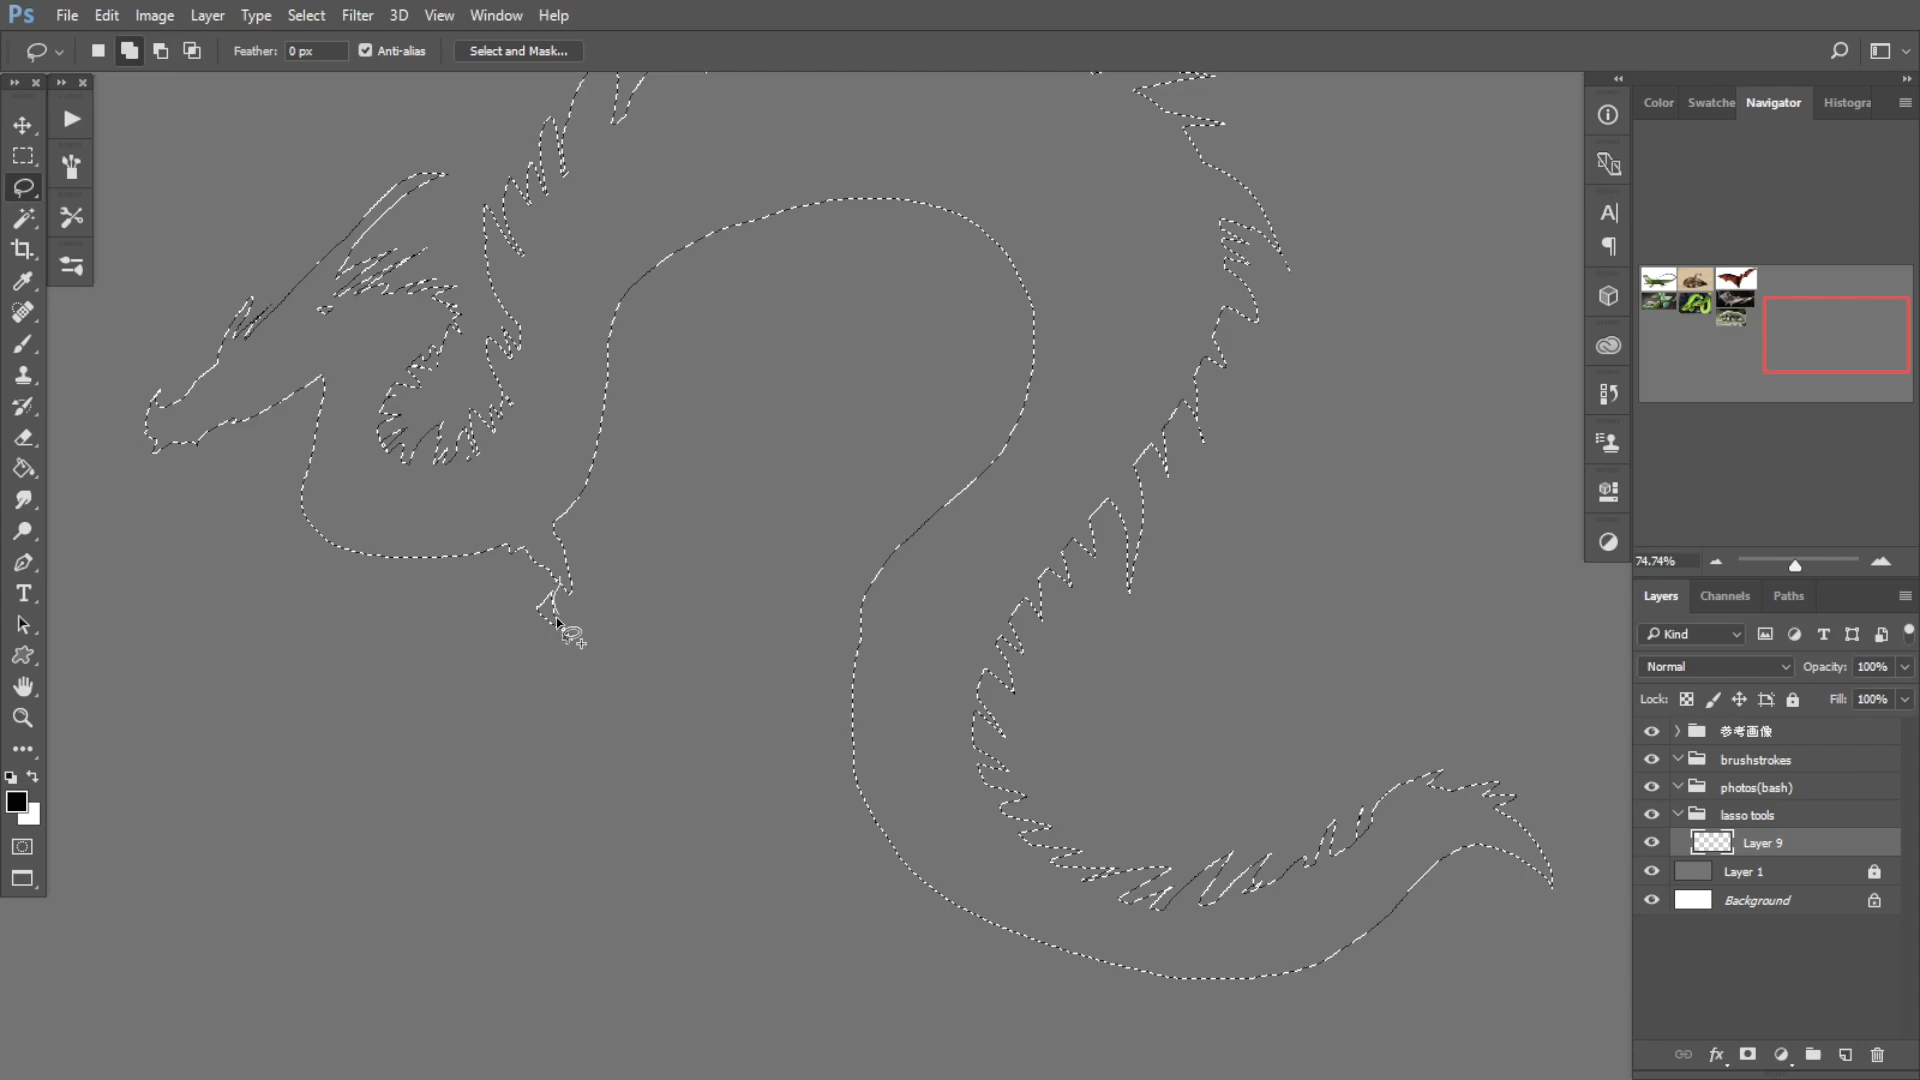 Ps File Edit Image Layer Type Select Filter 3D View Window Help
Feather: 0 px Anti-alias Select and Mask...
Color Swatche Navigator Histogra
74.74%
Layers Channels Paths
Kind
Normal Opacity: 100%
Lock: Fill: 100%
参考画像
brushstrokes
photos(bash)
lasso tools
Layer 9
Layer 1
Background
fx